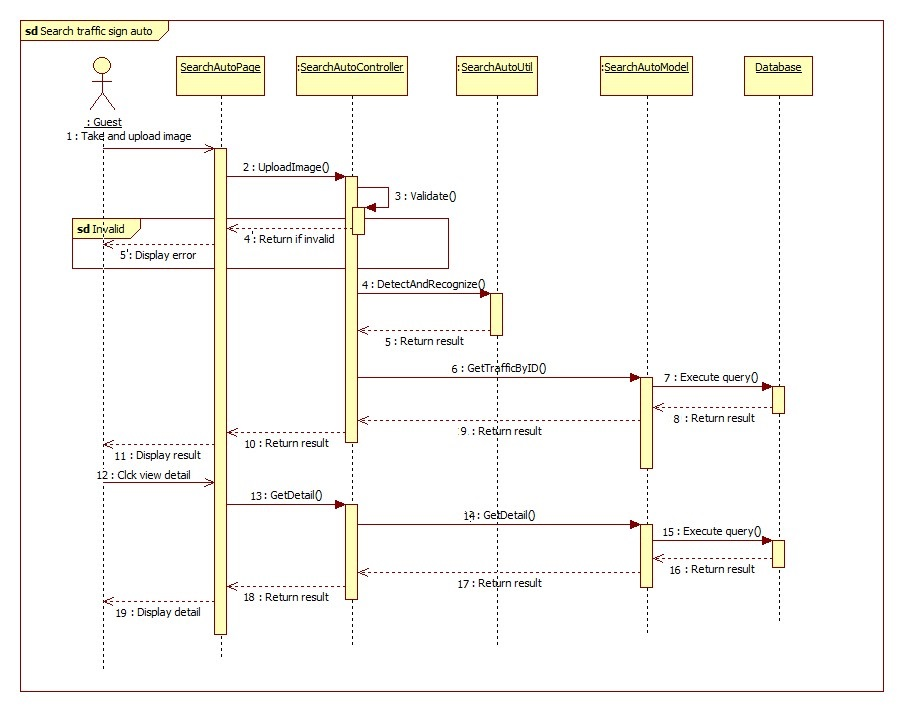 sd Search traffic sign auto
SearchAutoPage
:SearchAutoController
:SearchAutoUtil
:SearchAutoModel
Database
: Guest
1 : Take and upload image
2 : UploadImage()
3 : Validate()
sd Invalid
4' : Return if invalid
5' : Display error
4 : DetectAndRecognize()
5 : Return result
6 : GetTrafficByID()
7 : Execute query()
8 : Return result
9 : Return result
10 : Return result
11 : Display result
12 : Clck view detail
13 : GetDetail()
14 : GetDetail()
15 : Execute query()
16 : Return result
17 : Return result
18 : Return result
19 : Display detail